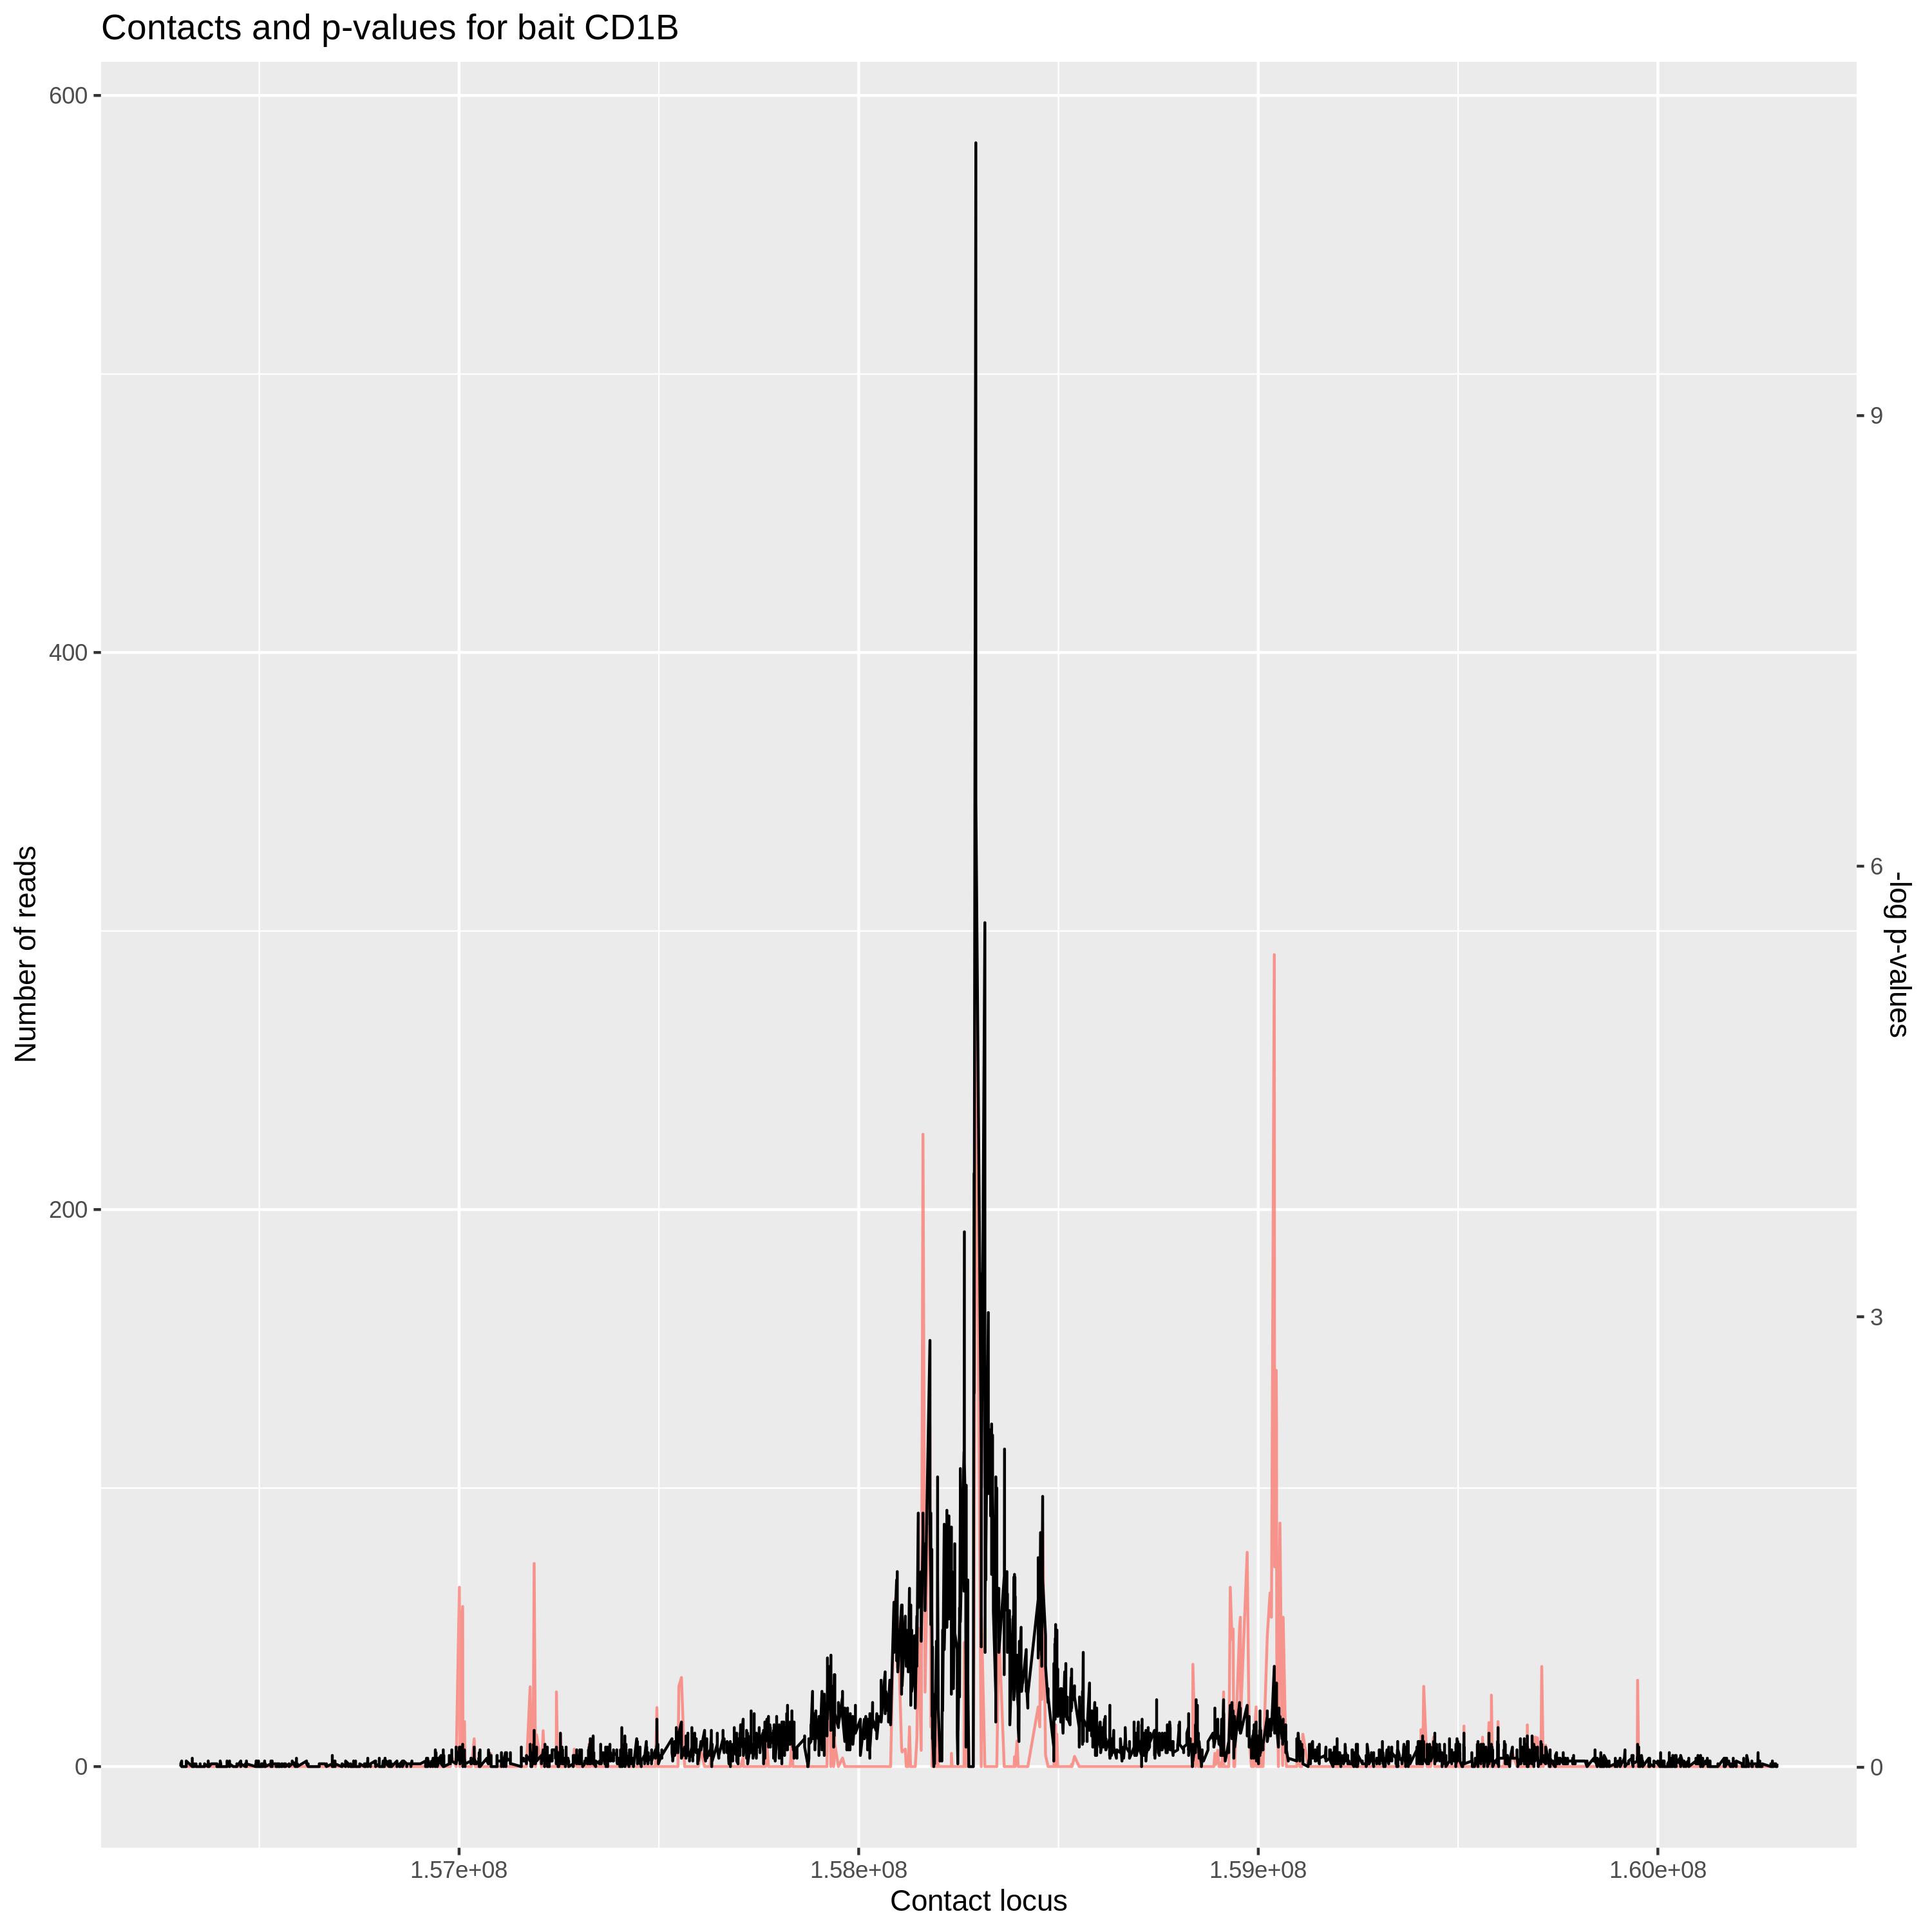 Contacts and p-values for bait CD1B
600
400
200
0
Number of reads
9
6
3
0
-log p-values
1.57e+08
1.58e+08
1.59e+08
1.60e+08
Contact locus